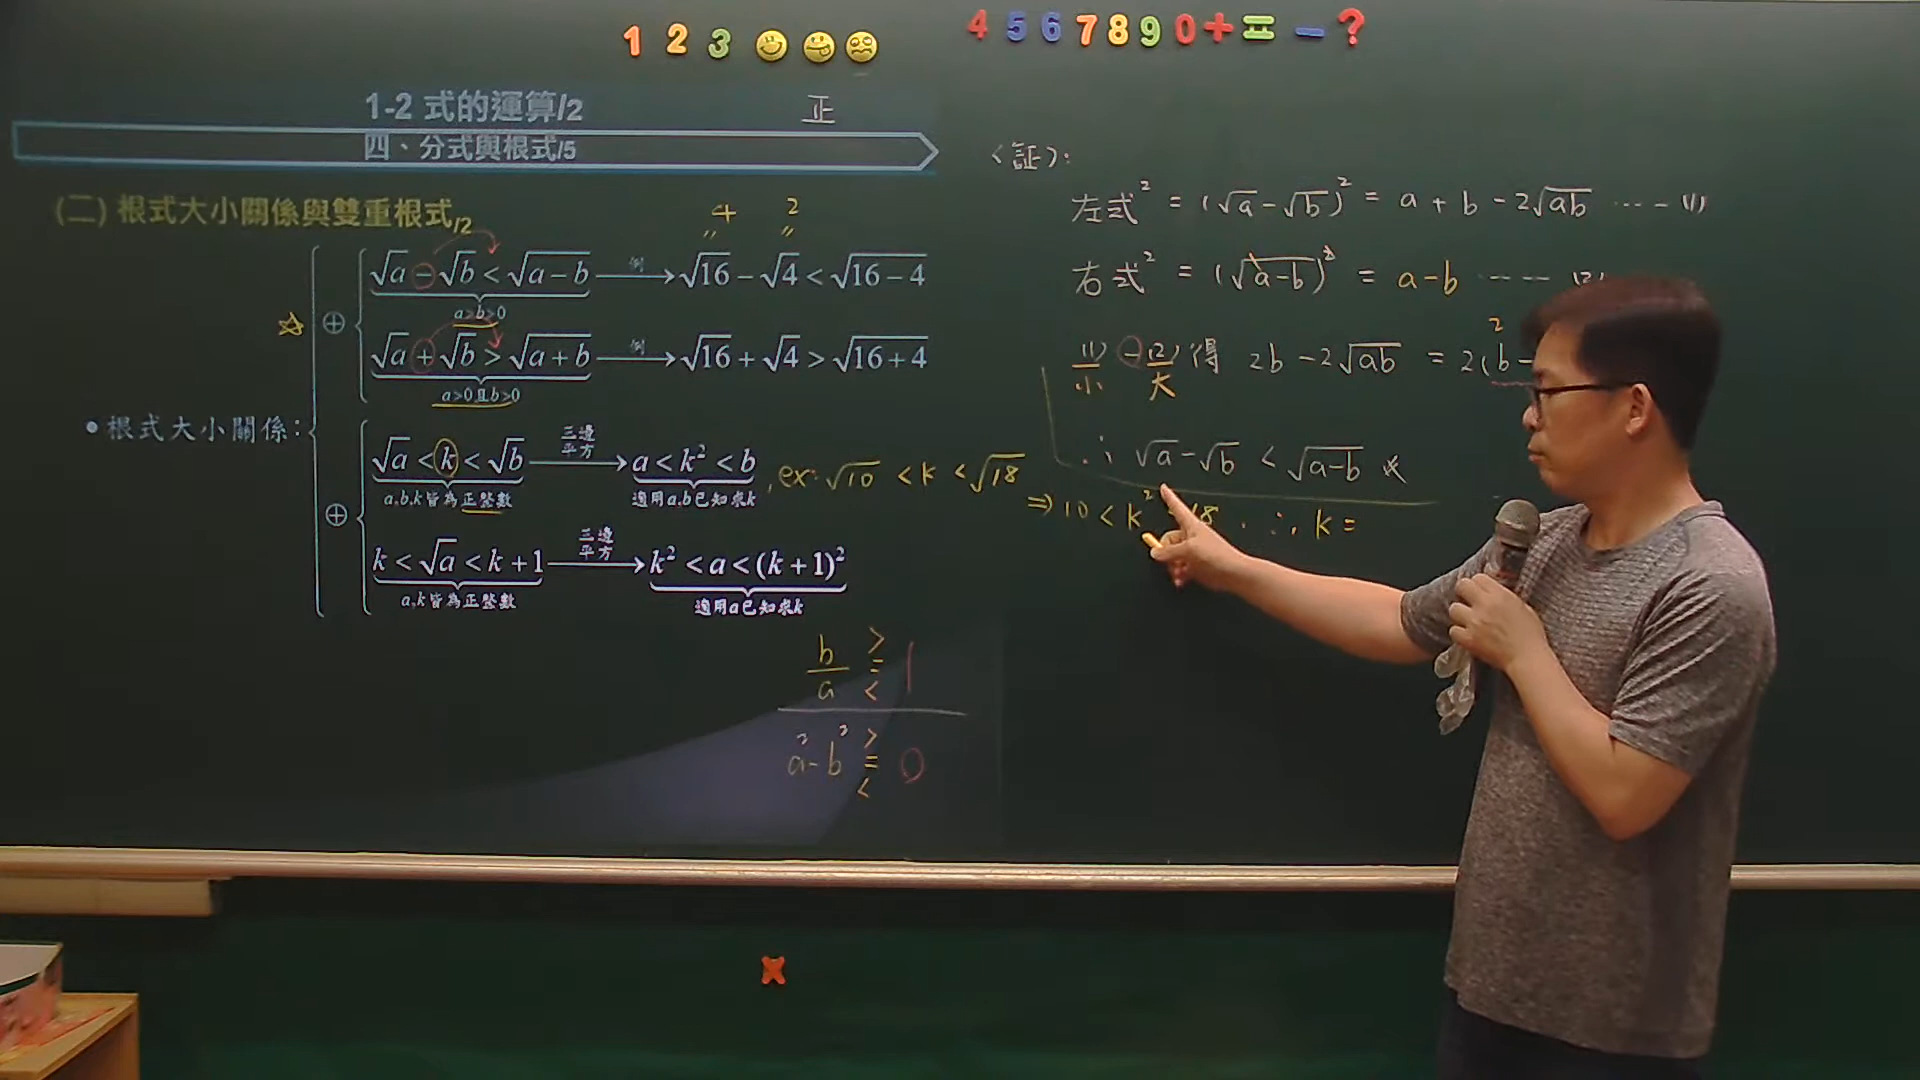 1 2 3
4 5 6 7 8 9 0 + = − ?
1-2 式的運算/2
正
四、分式與根式/5
(二) 根式大小關係與雙重根式/2
4 2
√a − √b < √(a−b) 例 → √16 − √4 < √(16−4)
a>b>0
√a + √b > √(a+b) 例 → √16 + √4 > √(16+4)
a>0且b>0
• 根式大小關係:
√a < k < √b 三邊平方 → a < k² < b
a,b,k皆為正整數 適用a,b已知求k
, ex: √10 < k < √18
k < √a < k+1 三邊平方 → k² < a < (k+1)²
a,k皆為正整數 適用a已知求k
b/a > = < 1
a² − b² > = < 0
<証>:
左式² = (√a − √b)² = a + b − 2√ab ……(1)
右式² = (√(a−b))² = a − b ……(2)
(1) − (2) 得 2b − 2√ab = 2(b −
小 大
∴ √a − √b < √(a−b)
⇒ 10 < k² < 18 . ∴ k =
x